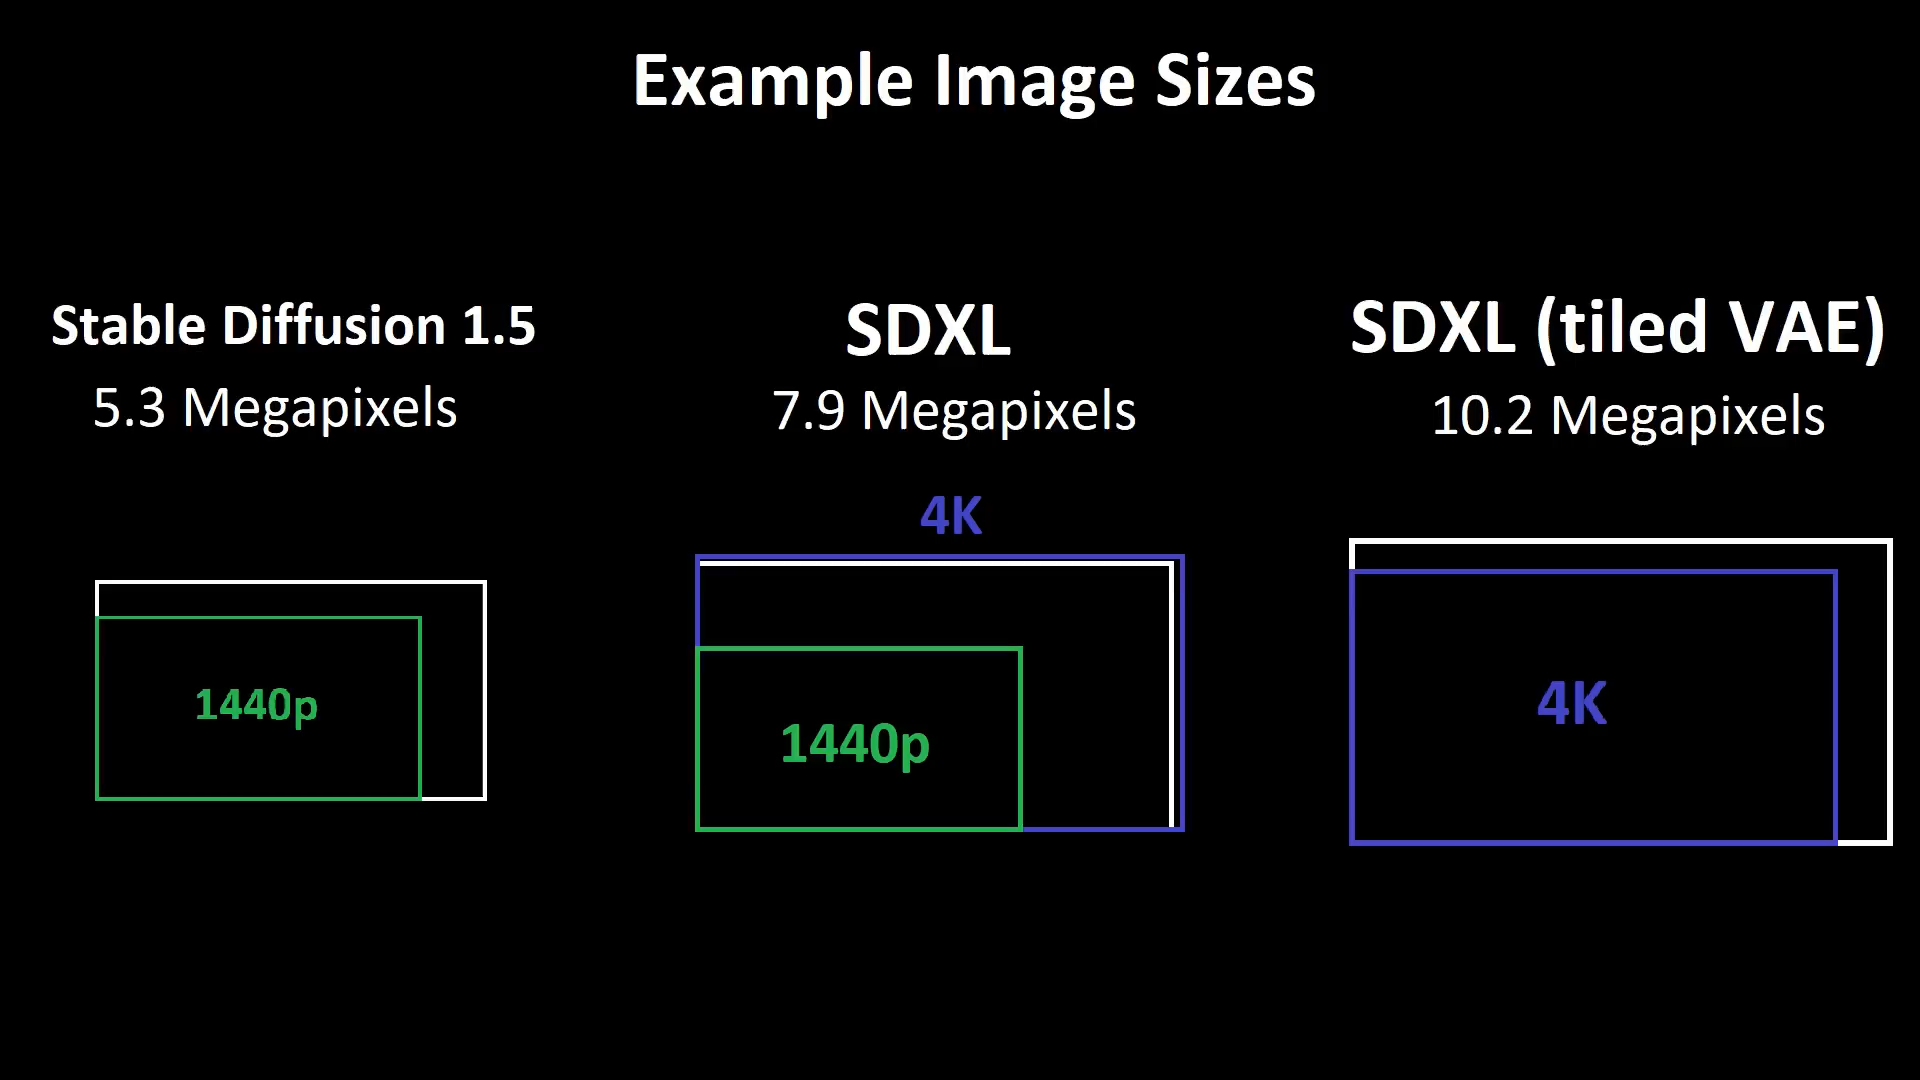 Example Image Sizes
Stable Diffusion 1.5
5.3 Megapixels
1440p
SDXL
7.9 Megapixels
4K
1440p
SDXL (tiled VAE)
10.2 Megapixels
4K